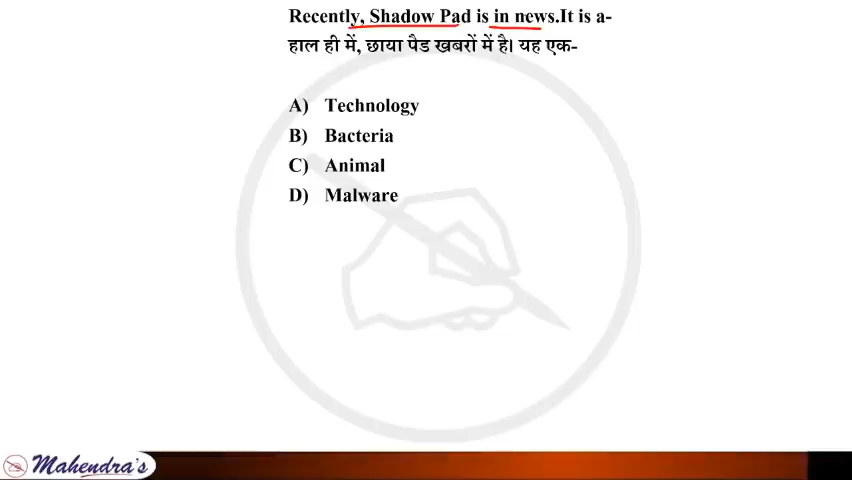 Recently, Shadow Pad is in news.It is a-
हाल ही में, छाया पैड खबरों में है। यह एक-
A) Technology
B) Bacteria
C) Animal
D) Malware
Mahendra's